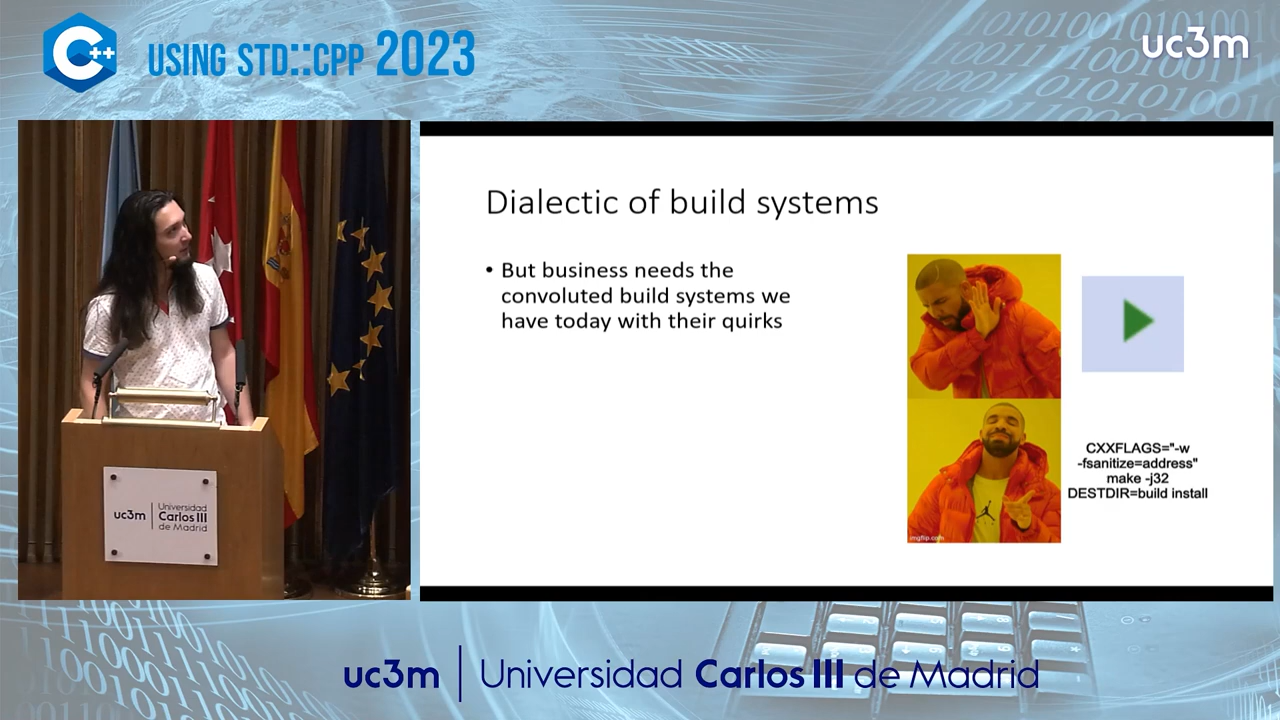 C++
USING STD::CPP 2023
uc3m
Dialectic of build systems
• But business needs the
convoluted build systems we
have today with their quirks
CXXFLAGS="-w
-fsanitize=address"
make -j32
DESTDIR=build install
imgflip.com
uc3m | Universidad
Carlos III
de Madrid
uc3m | Universidad Carlos III de Madrid